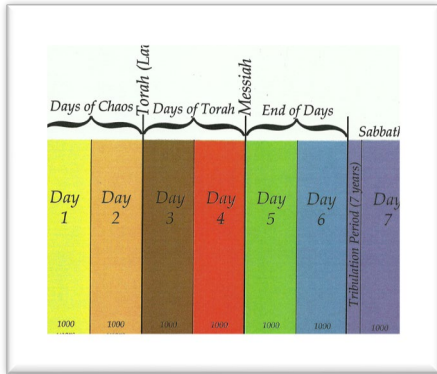 Days of Chaos
Torah (La
Days of Torah
Messiah
End of Days
Sabbath
Day
1
Day
2
Day
3
Day
4
Day
5
Day
6
Tribulation Period (7 years)
Day
7
1000
1000
1000
1000
1000
1000
1000